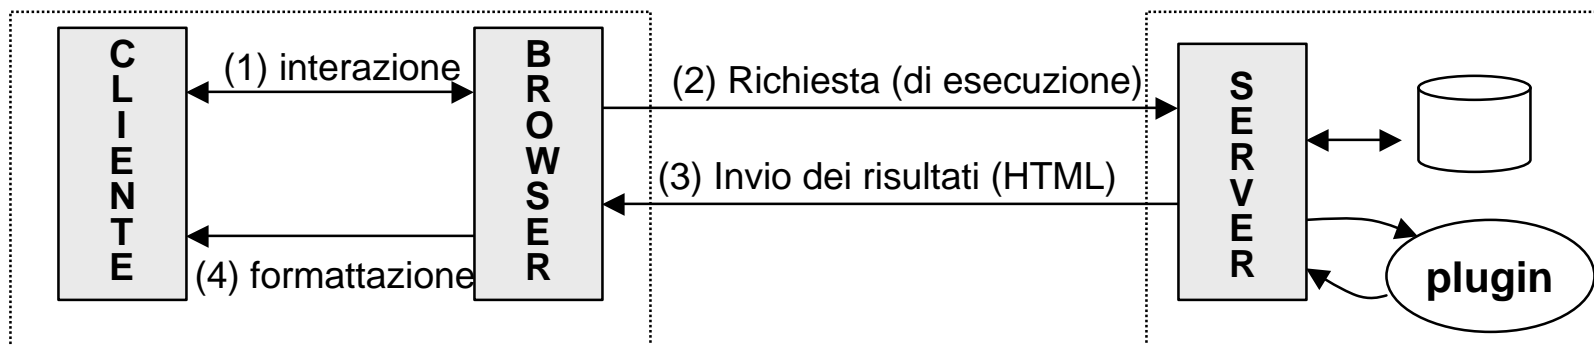 CLIENTE
(1) interazione
BROWSER
(2) Richiesta (di esecuzione)
SERVER
(3) Invio dei risultati (HTML)
(4) formattazione
plugin